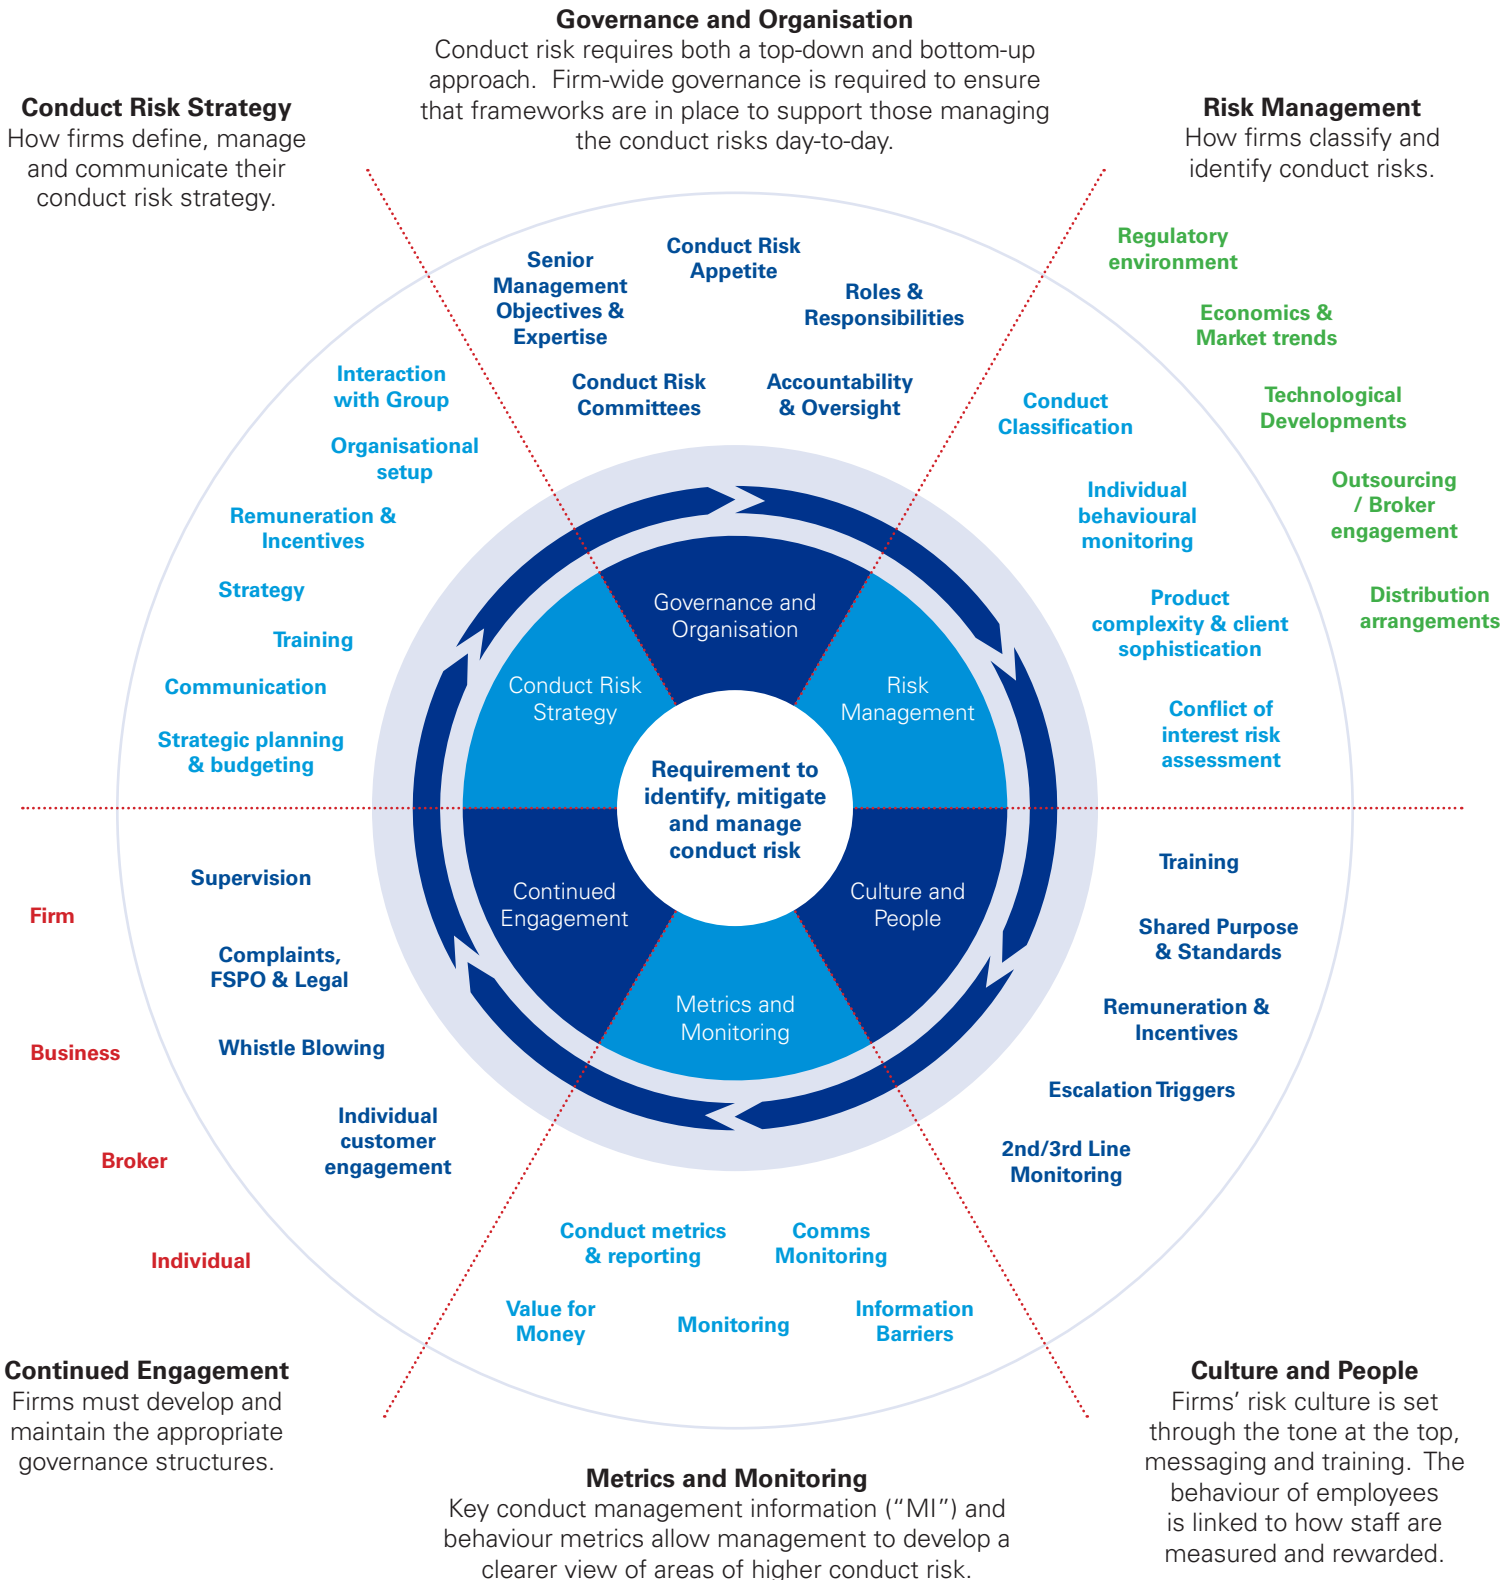 Governance and Organisation
Conduct risk requires both a top-down and bottom-up
approach.  Firm-wide governance is required to ensure
that frameworks are in place to support those managing
the conduct risks day-to-day.
Conduct Risk Strategy
How firms define, manage
and communicate their
conduct risk strategy.
Risk Management
How firms classify and
identify conduct risks.
Senior
Management
Objectives &
Expertise
Conduct Risk
Appetite
Roles &
Responsibilities
Conduct Risk
Committees
Accountability
& Oversight
Regulatory
environment
Economics &
Market trends
Technological
Developments
Outsourcing
/ Broker
engagement
Distribution
arrangements
Conduct
Classification
Individual
behavioural
monitoring
Product
complexity & client
sophistication
Conflict of
interest risk
assessment
Interaction
with Group
Organisational
setup
Remuneration &
Incentives
Strategy
Training
Communication
Strategic planning
& budgeting
Governance and
Organisation
Conduct Risk
Strategy
Risk
Management
Requirement to
identify, mitigate
and manage
conduct risk
Continued
Engagement
Culture and
People
Metrics and
Monitoring
Supervision
Complaints,
FSPO & Legal
Whistle Blowing
Individual
customer
engagement
Firm
Business
Broker
Individual
Training
Shared Purpose
& Standards
Remuneration &
Incentives
Escalation Triggers
2nd/3rd Line
Monitoring
Conduct metrics
& reporting
Comms
Monitoring
Value for
Money
Monitoring
Information
Barriers
Continued Engagement
Firms must develop and
maintain the appropriate
governance structures.
Metrics and Monitoring
Key conduct management information (“MI”) and
behaviour metrics allow management to develop a
clearer view of areas of higher conduct risk.
Culture and People
Firms’ risk culture is set
through the tone at the top,
messaging and training.  The
behaviour of employees
is linked to how staff are
measured and rewarded.